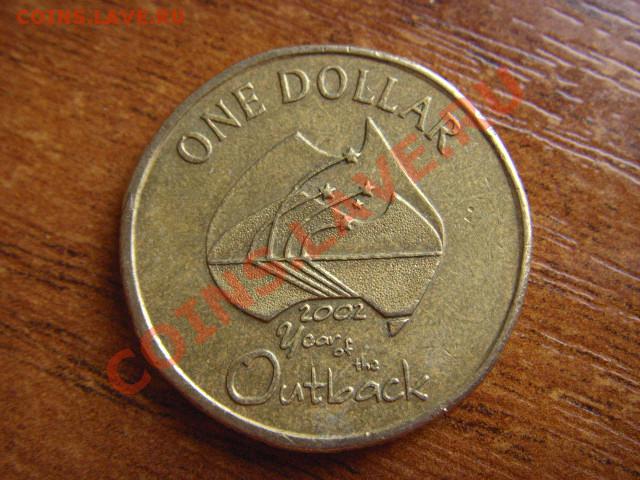 COINS.LAVE.RU
ONE DOLLAR
COINS.LAVE.RU
2002
Year of the
Outback